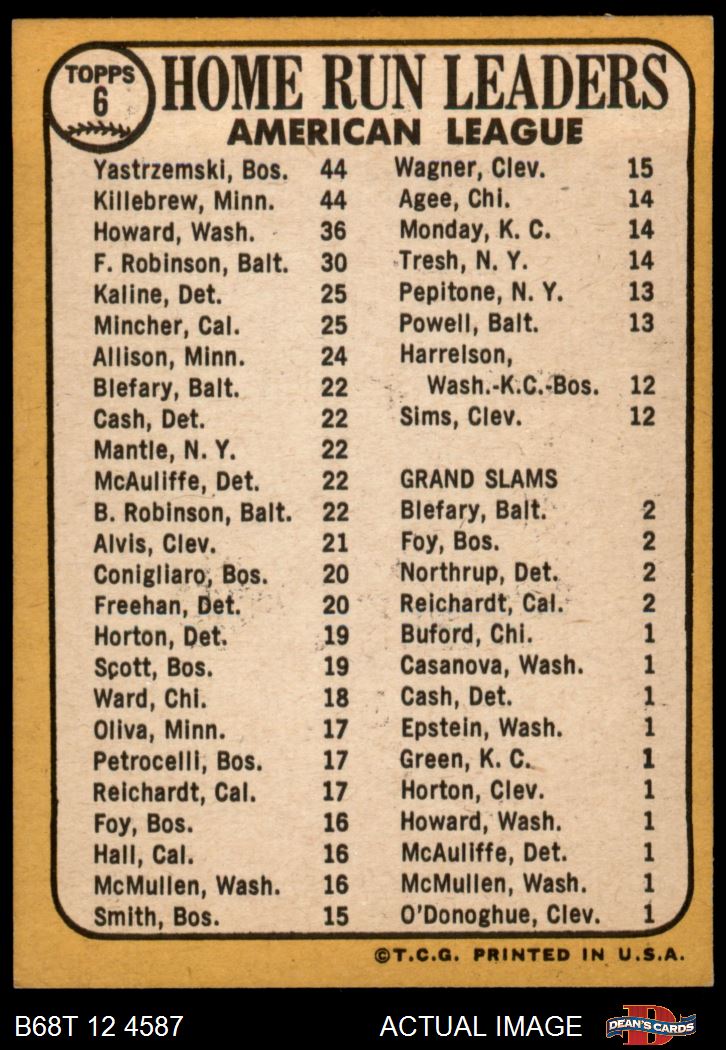 TOPPS
6
HOME RUN LEADERS
AMERICAN LEAGUE
Yastrzemski, Bos. 44
Killebrew, Minn. 44
Howard, Wash. 36
F. Robinson, Balt. 30
Kaline, Det. 25
Mincher, Cal. 25
Allison, Minn. 24
Blefary, Balt. 22
Cash, Det. 22
Mantle, N. Y. 22
McAuliffe, Det. 22
B. Robinson, Balt. 22
Alvis, Clev. 21
Conigliaro, Bos. 20
Freehan, Det. 20
Horton, Det. 19
Scott, Bos. 19
Ward, Chi. 18
Oliva, Minn. 17
Petrocelli, Bos. 17
Reichardt, Cal. 17
Foy, Bos. 16
Hall, Cal. 16
McMullen, Wash. 16
Smith, Bos. 15
Wagner, Clev. 15
Agee, Chi. 14
Monday, K. C. 14
Tresh, N. Y. 14
Pepitone, N. Y. 13
Powell, Balt. 13
Harrelson,
Wash.-K.C.-Bos. 12
Sims, Clev. 12
GRAND SLAMS
Blefary, Balt. 2
Foy, Bos. 2
Northrup, Det. 2
Reichardt, Cal. 2
Buford, Chi. 1
Casanova, Wash. 1
Cash, Det. 1
Epstein, Wash. 1
Green, K. C. 1
Horton, Clev. 1
Howard, Wash. 1
McAuliffe, Det. 1
McMullen, Wash. 1
O'Donoghue, Clev. 1
©T.C.G. PRINTED IN U.S.A.
B68T 12 4587 ACTUAL IMAGE
D
DEAN'S CARDS